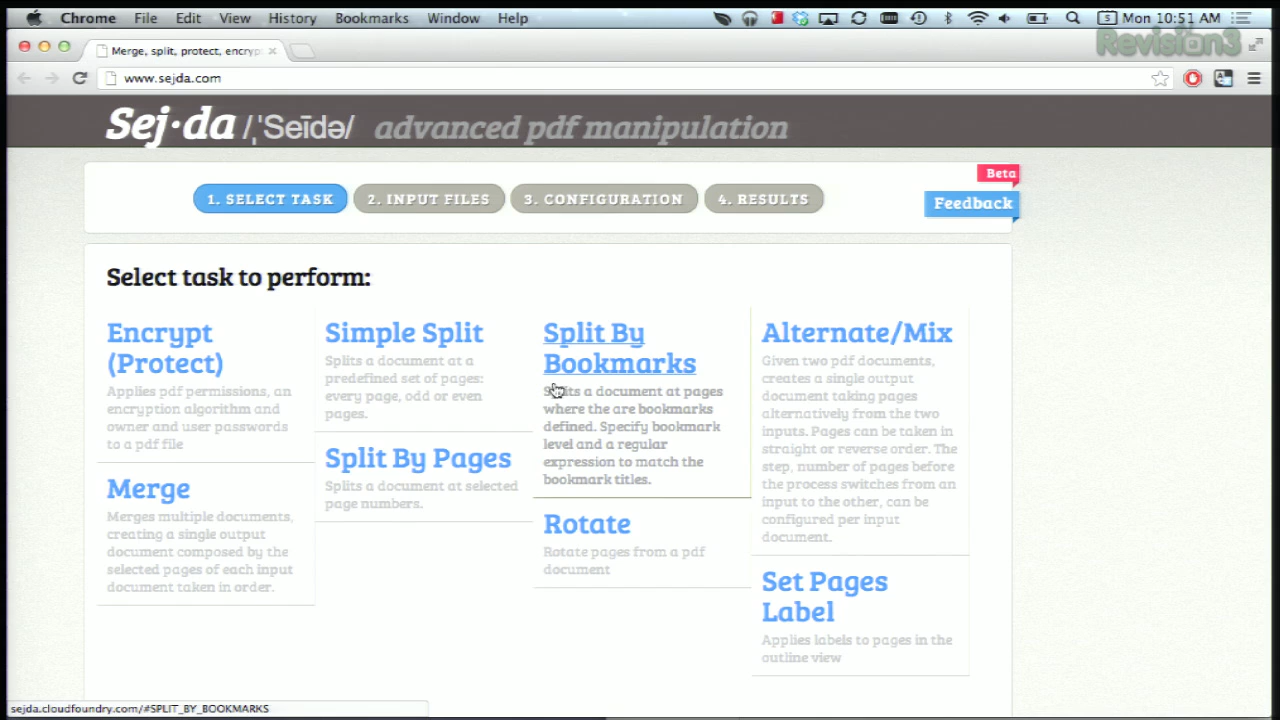 Chrome File Edit View History Bookmarks Window Help
5 Mon 10:51 AM
Revision3
Merge, split, protect, encryp
www.sejda.com
Sej·da /ˌˈSeīdə/ advanced pdf manipulation
Beta
1. SELECT TASK 2. INPUT FILES 3. CONFIGURATION 4. RESULTS
Feedback
Select task to perform:
Encrypt
(Protect)
Applies pdf permissions, an
encryption algorithm and
owner and user passwords
to a pdf file
Merge
Merges multiple documents,
creating a single output
document composed by the
selected pages of each input
document taken in order.
Simple Split
Splits a document at a
predefined set of pages:
every page, odd or even
pages.
Split By Pages
Splits a document at selected
page numbers.
Split By
Bookmarks
Splits a document at pages
where the are bookmarks
defined. Specify bookmark
level and a regular
expression to match the
bookmark titles.
Rotate
Rotate pages from a pdf
document
Alternate/Mix
Given two pdf documents,
creates a single output
document taking pages
alternatively from the two
inputs. Pages can be taken in
straight or reverse order. The
step, number of pages before
the process switches from an
input to the other, can be
configured per input
document.
Set Pages
Label
Applies labels to pages in the
outline view
sejda.cloudfoundry.com/#SPLIT_BY_BOOKMARKS